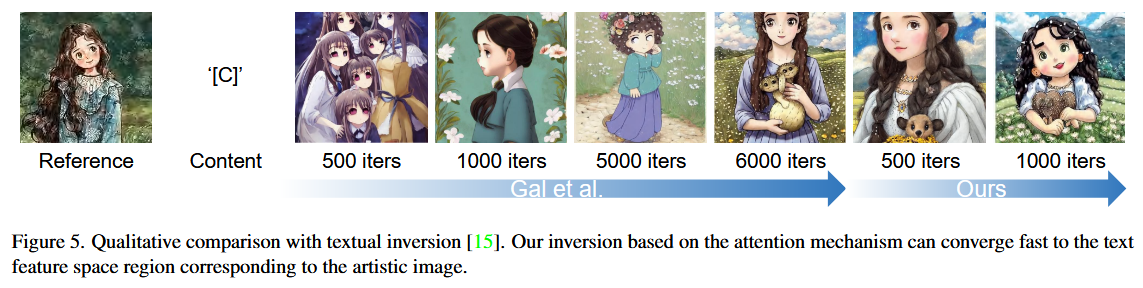 '[C]'
Reference Content 500 iters 1000 iters 5000 iters 6000 iters 500 iters 1000 iters
Gal et al. Ours
Figure 5. Qualitative comparison with textual inversion [15]. Our inversion based on the attention mechanism can converge fast to the text
feature space region corresponding to the artistic image.